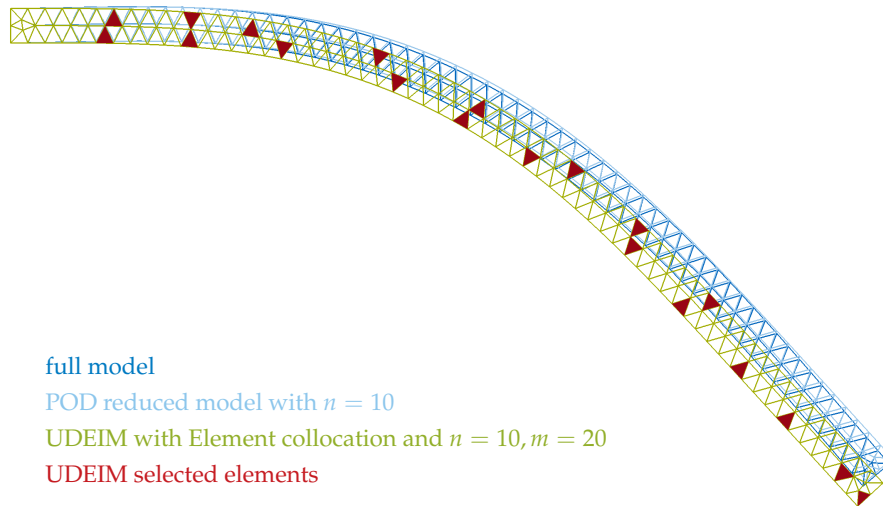 full model
POD reduced model with n = 10
UDEIM with Element collocation and n = 10, m = 20
UDEIM selected elements